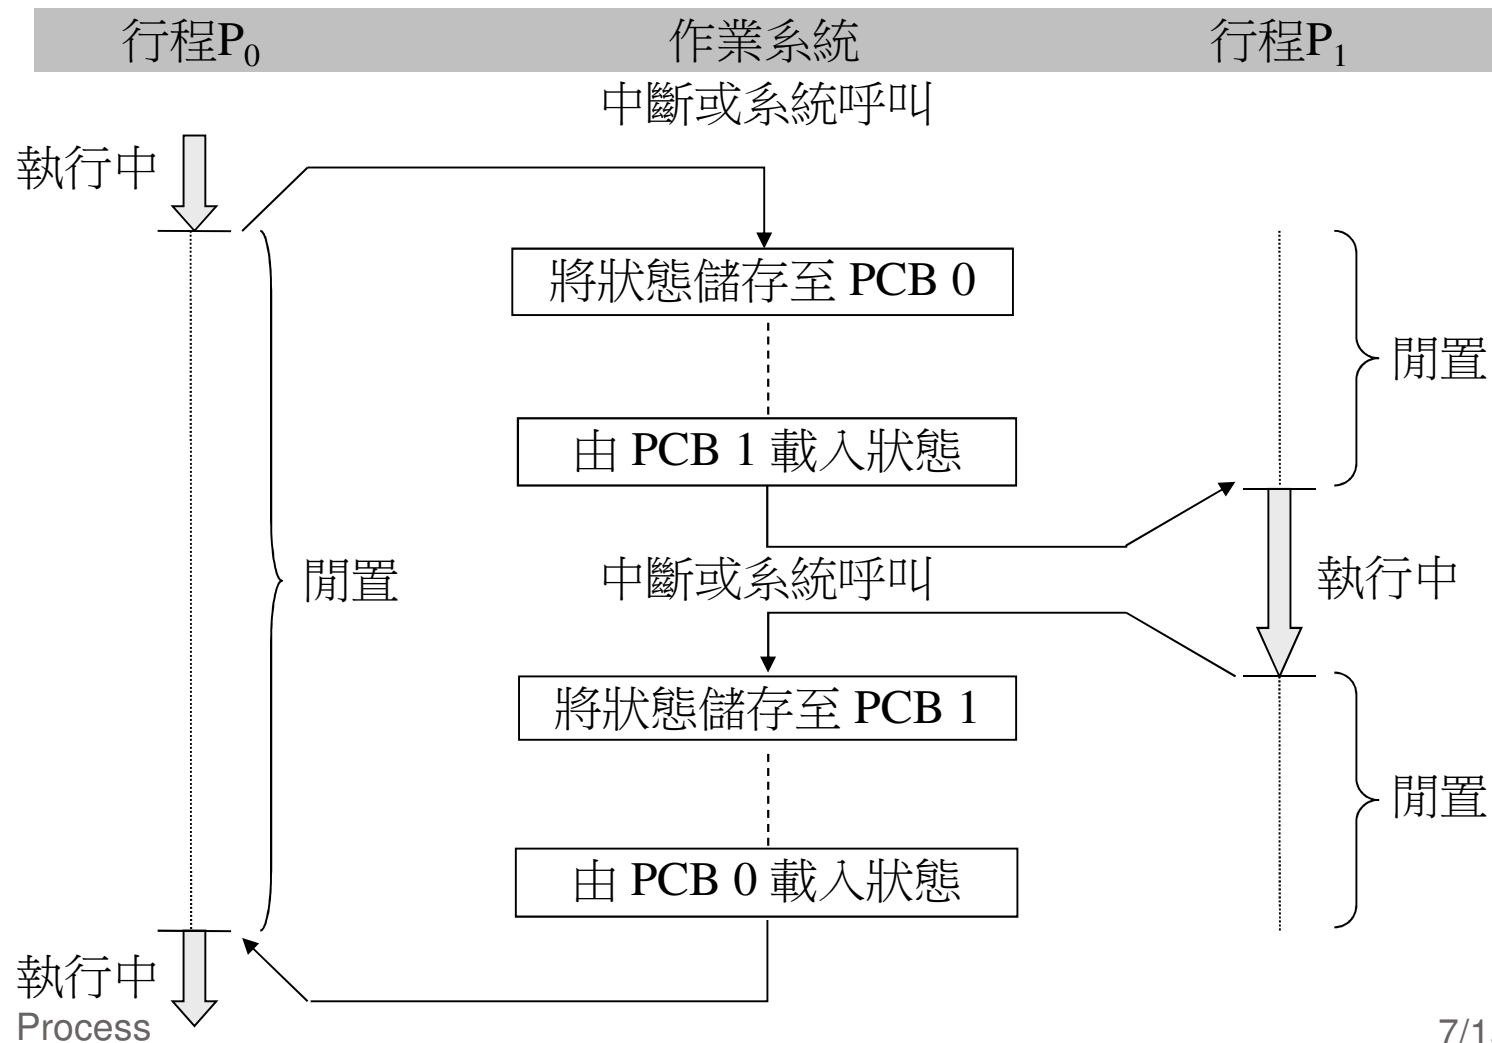 行程P₀ 作業系統 行程P₁
中斷或系統呼叫
執行中
將狀態儲存至 PCB 0
閒置
由 PCB 1 載入狀態
閒置
中斷或系統呼叫
執行中
將狀態儲存至 PCB 1
閒置
由 PCB 0 載入狀態
執行中
Process